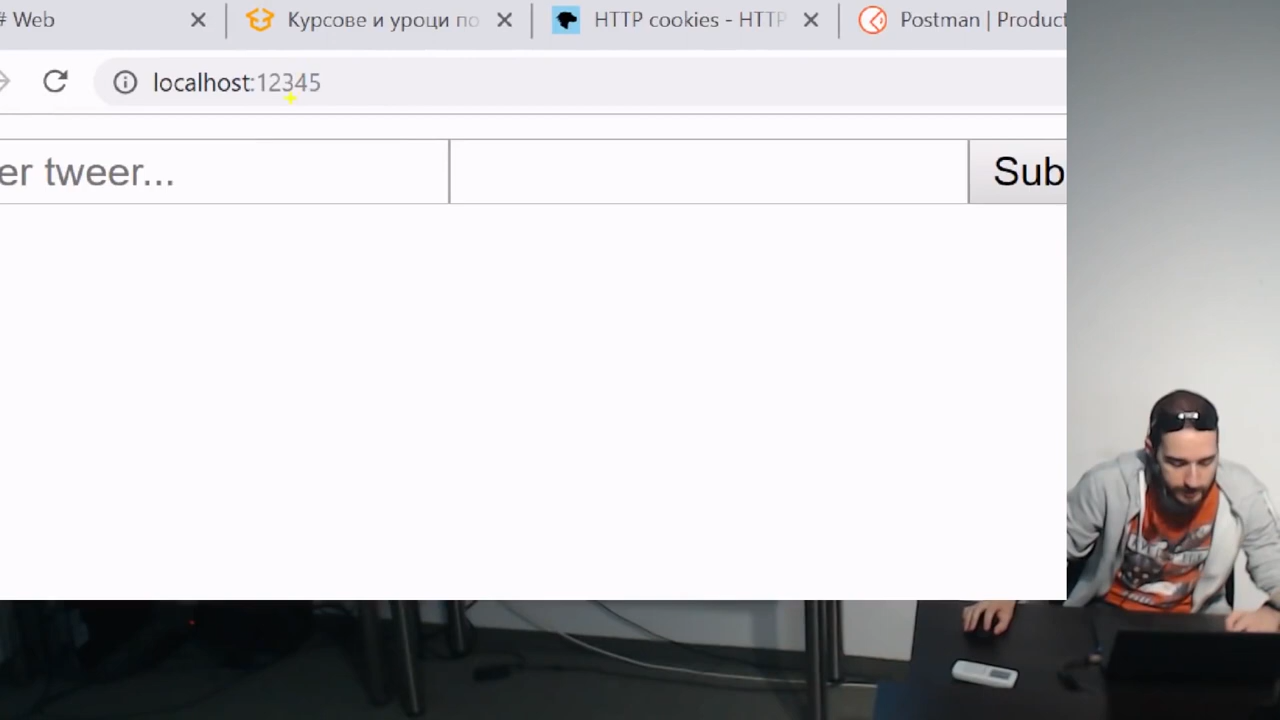 # Web
Курсове и уроци по
HTTP cookies - HTTP
Postman | Product
localhost:12345
er tweer...
Sub